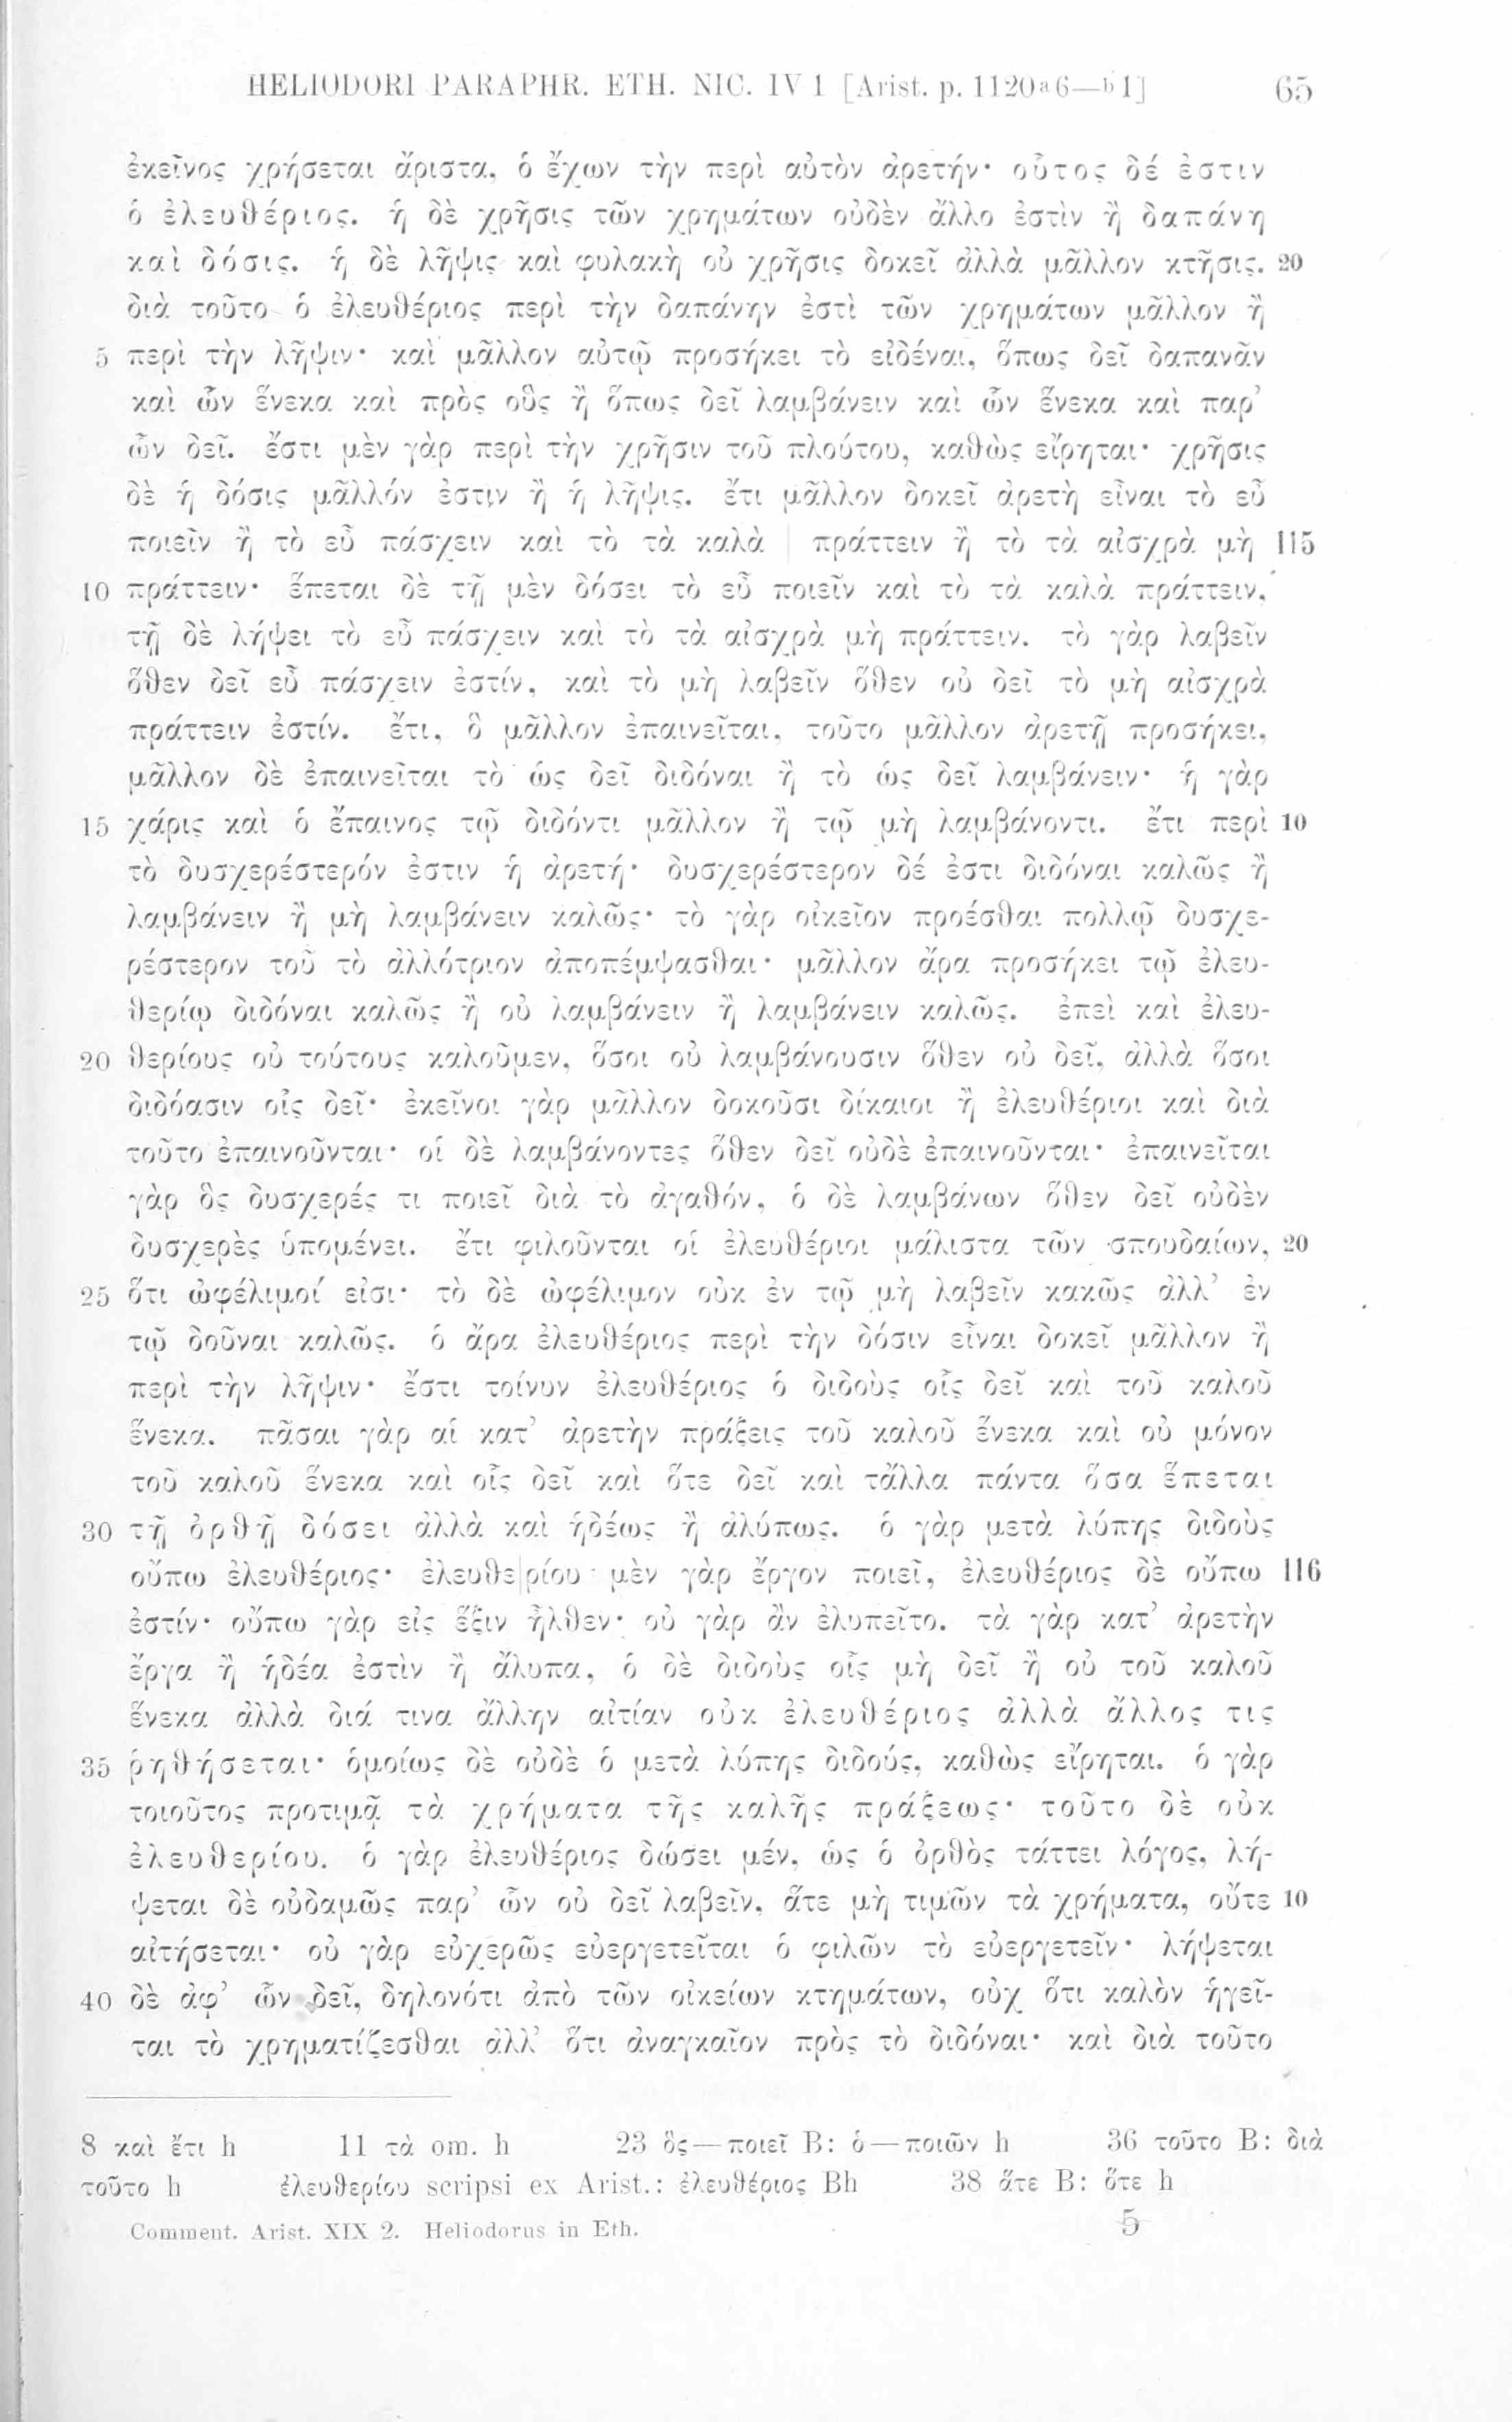 HELIODORI PARAPHR. ETH. NIC. IV 1 [Arist. p. 1120a6—b1] 65
ἐκεῖνος χρήσεται ἄριστα, ὁ ἔχων τὴν περὶ αὐτὸν ἀρετήν· οὗτος δέ ἐστιν
ὁ ἐλευθέριος. ἡ δὲ χρῆσις τῶν χρημάτων οὐδὲν ἄλλο ἐστὶν ἢ δαπάνη
καὶ δόσις. ἡ δὲ λῆψις καὶ φυλακὴ οὐ χρῆσις δοκεῖ ἀλλὰ μᾶλλον κτῆσις. 20
διὰ τοῦτο ὁ ἐλευθέριος περὶ τὴν δαπάνην ἐστὶ τῶν χρημάτων μᾶλλον ἢ
5 περὶ τὴν λῆψιν· καὶ μᾶλλον αὐτῷ προσήκει τὸ εἰδέναι, ὅπως δεῖ δαπανᾶν
καὶ ὧν ἕνεκα καὶ πρὸς οὓς ἢ ὅπως δεῖ λαμβάνειν καὶ ὧν ἕνεκα καὶ παρ’
ὧν δεῖ. ἔστι μὲν γὰρ περὶ τὴν χρῆσιν τοῦ πλούτου, καθὼς εἴρηται· χρῆσις
δὲ ἡ δόσις μᾶλλόν ἐστιν ἢ ἡ λῆψις. ἔτι μᾶλλον δοκεῖ ἀρετὴ εἶναι τὸ εὖ
ποιεῖν ἢ τὸ εὖ πάσχειν καὶ τὸ τὰ καλὰ | πράττειν ἢ τὸ τὰ αἰσχρὰ μὴ 115
10 πράττειν· ἕπεται δὲ τῇ μὲν δόσει τὸ εὖ ποιεῖν καὶ τὸ τὰ καλὰ πράττειν,
τῇ δὲ λήψει τὸ εὖ πάσχειν καὶ τὸ τὰ αἰσχρὰ μὴ πράττειν. τὸ γὰρ λαβεῖν
ὅθεν δεῖ εὖ πάσχειν ἐστίν, καὶ τὸ μὴ λαβεῖν ὅθεν οὐ δεῖ τὸ μὴ αἰσχρὰ
πράττειν ἐστίν. ἔτι, ὃ μᾶλλον ἐπαινεῖται, τοῦτο μᾶλλον ἀρετῇ προσήκει,
μᾶλλον δὲ ἐπαινεῖται τὸ ὡς δεῖ διδόναι ἢ τὸ ὡς δεῖ λαμβάνειν· ἡ γὰρ
15 χάρις καὶ ὁ ἔπαινος τῷ διδόντι μᾶλλον ἢ τῷ μὴ λαμβάνοντι. ἔτι περὶ 10
τὸ δυσχερέστερόν ἐστιν ἡ ἀρετή· δυσχερέστερον δέ ἐστι διδόναι καλῶς ἢ
λαμβάνειν ἢ μὴ λαμβάνειν καλῶς· τὸ γὰρ οἰκεῖον προέσθαι πολλῷ δυσχε-
ρέστερον τοῦ τὸ ἀλλότριον ἀποπέμψασθαι· μᾶλλον ἄρα προσήκει τῷ ἐλευ-
θερίῳ διδόναι καλῶς ἢ οὐ λαμβάνειν ἢ λαμβάνειν καλῶς. ἐπεὶ καὶ ἐλευ-
20 θερίους οὐ τούτους καλοῦμεν, ὅσοι οὐ λαμβάνουσιν ὅθεν οὐ δεῖ, ἀλλὰ ὅσοι
διδόασιν οἷς δεῖ· ἐκεῖνοι γὰρ μᾶλλον δοκοῦσι δίκαιοι ἢ ἐλευθέριοι καὶ διὰ
τοῦτο ἐπαινοῦνται· οἱ δὲ λαμβάνοντες ὅθεν δεῖ οὐδὲ ἐπαινοῦνται· ἐπαινεῖται
γὰρ ὃς δυσχερές τι ποιεῖ διὰ τὸ ἀγαθόν, ὁ δὲ λαμβάνων ὅθεν δεῖ οὐδὲν
δυσχερὲς ὑπομένει. ἔτι φιλοῦνται οἱ ἐλευθέριοι μάλιστα τῶν σπουδαίων, 20
25 ὅτι ὠφέλιμοί εἰσι· τὸ δὲ ὠφέλιμον οὐκ ἐν τῷ μὴ λαβεῖν κακῶς ἀλλ’ ἐν
τῷ δοῦναι καλῶς. ὁ ἄρα ἐλευθέριος περὶ τὴν δόσιν εἶναι δοκεῖ μᾶλλον ἢ
περὶ τὴν λῆψιν· ἔστι τοίνυν ἐλευθέριος ὁ διδοὺς οἷς δεῖ καὶ τοῦ καλοῦ
ἕνεκα. πᾶσαι γὰρ αἱ κατ’ ἀρετὴν πράξεις τοῦ καλοῦ ἕνεκα καὶ οὐ μόνον
τοῦ καλοῦ ἕνεκα καὶ οἷς δεῖ καὶ ὅτε δεῖ καὶ τἄλλα πάντα ὅσα ἕπεται
30 τῇ ὀρθῇ δόσει ἀλλὰ καὶ ἡδέως ἢ ἀλύπως. ὁ γὰρ μετὰ λύπης διδοὺς
οὔπω ἐλευθέριος· ἐλευθε|ρίου μὲν γὰρ ἔργον ποιεῖ, ἐλευθέριος δὲ οὔπω 116
ἐστίν· οὔπω γὰρ εἰς ἕξιν ἦλθεν· οὐ γὰρ ἂν ἐλυπεῖτο. τὰ γὰρ κατ’ ἀρετὴν
ἔργα ἢ ἡδέα ἐστὶν ἢ ἄλυπα, ὁ δὲ διδοὺς οἷς μὴ δεῖ ἢ οὐ τοῦ καλοῦ
ἕνεκα ἀλλὰ διά τινα ἄλλην αἰτίαν οὐκ ἐλευθέριος ἀλλὰ ἄλλος τις
35 ῥηθήσεται· ὁμοίως δὲ οὐδὲ ὁ μετὰ λύπης διδούς, καθὼς εἴρηται. ὁ γὰρ
τοιοῦτος προτιμᾷ τὰ χρήματα τῆς καλῆς πράξεως· τοῦτο δὲ οὐκ
ἐλευθερίου. ὁ γὰρ ἐλευθέριος δώσει μέν, ὡς ὁ ὀρθὸς τάττει λόγος, λή-
ψεται δὲ οὐδαμῶς παρ’ ὧν οὐ δεῖ λαβεῖν, ἅτε μὴ τιμῶν τὰ χρήματα, οὔτε 10
αἰτήσεται· οὐ γὰρ εὐχερῶς εὐεργετεῖται ὁ φιλῶν τὸ εὐεργετεῖν· λήψεται
40 δὲ ἀφ’ ὧν δεῖ, δηλονότι ἀπὸ τῶν οἰκείων κτημάτων, οὐχ ὅτι καλὸν ἡγεῖ-
ται τὸ χρηματίζεσθαι ἀλλ’ ὅτι ἀναγκαῖον πρὸς τὸ διδόναι· καὶ διὰ τοῦτο
8 καὶ ἔτι h 11 τὰ om. h 23 ὃς—ποιεῖ B: ὁ—ποιῶν h 36 τοῦτο B: διὰ
τοῦτο h ἐλευθερίου scripsi ex Arist.: ἐλευθέριος Bh 38 ἅτε B: ὅτε h
Comment. Arist. XIX 2. Heliodorus in Eth. 5